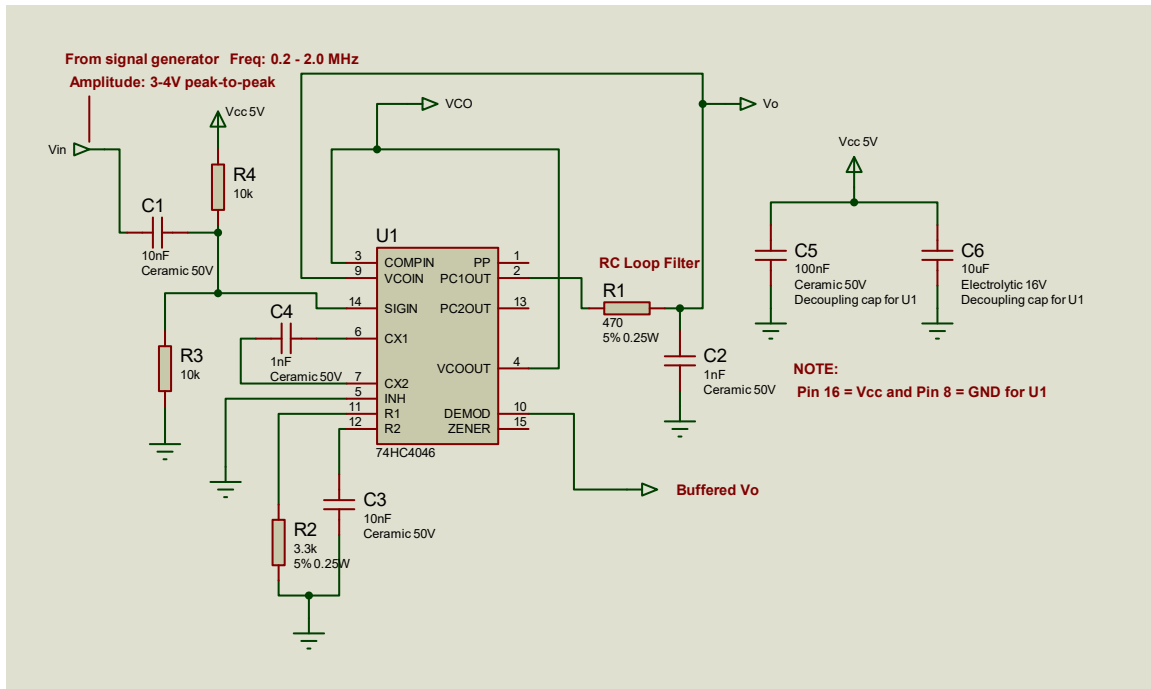 From signal generator Freq: 0.2 - 2.0 MHz
Amplitude: 3-4V peak-to-peak
Vin
Vcc 5V
R4
10k
C1
10nF
Ceramic 50V
R3
10k
VCO
Vo
U1
3 COMPIN
9 VCOIN
14 SIGIN
6 CX1
7 CX2
5 INH
11 R1
12 R2
PP 1
PC1OUT 2
PC2OUT 13
VCOOUT 4
DEMOD 10
ZENER 15
74HC4046
C4
1nF
Ceramic 50V
R2
3.3k
5% 0.25W
C3
10nF
Ceramic 50V
RC Loop Filter
R1
470
5% 0.25W
C2
1nF
Ceramic 50V
Buffered Vo
Vcc 5V
C5
100nF
Ceramic 50V
Decoupling cap for U1
C6
10uF
Electrolytic 16V
Decoupling cap for U1
NOTE:
Pin 16 = Vcc and Pin 8 = GND for U1